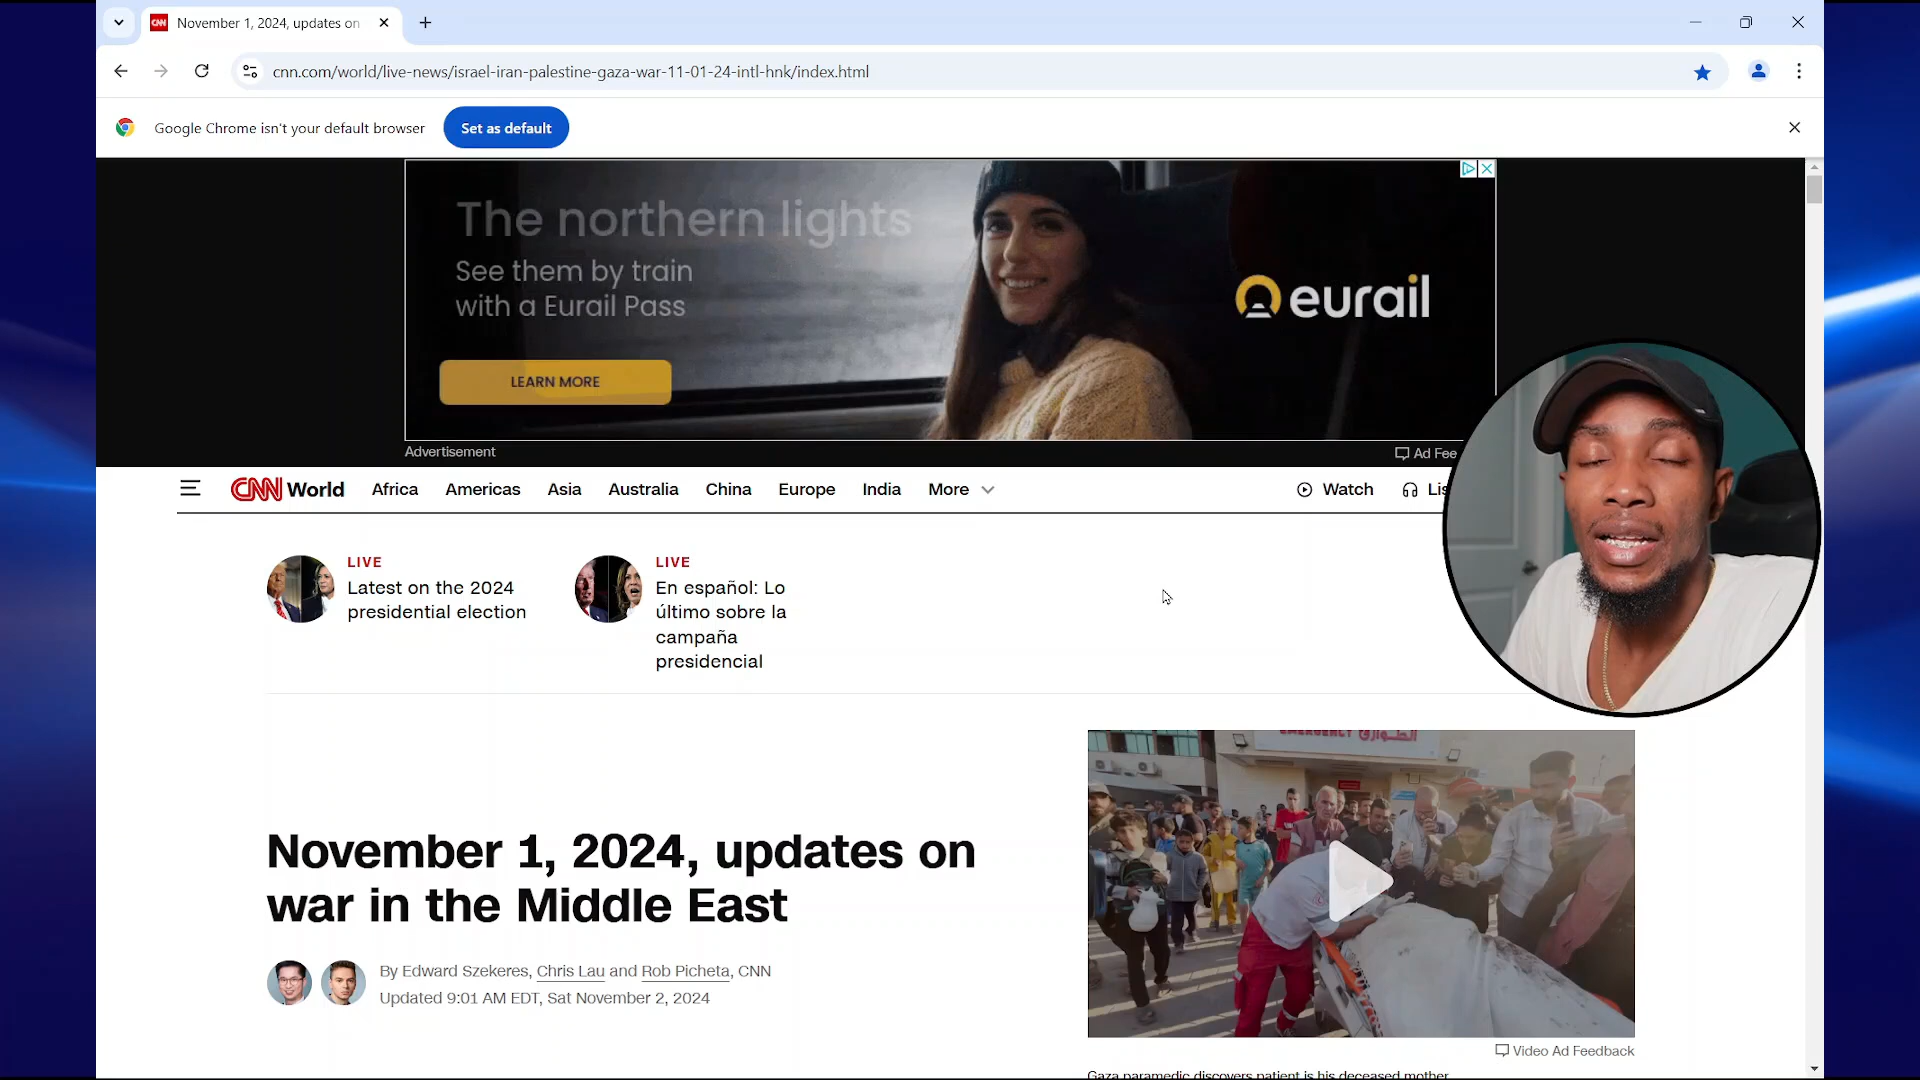 CNN
November 1, 2024, updates on
cnn.com/world/live-news/israel-iran-palestine-gaza-war-11-01-24-intl-hnk/index.html
Google Chrome isn't your default browser
Set as default
The northern lights
See them by train
with a Eurail Pass
LEARN MORE
eurail
Advertisement
Ad Fee
CNN World Africa Americas Asia Australia China Europe India More Watch Lis
LIVE
Latest on the 2024
presidential election
LIVE
En español: Lo
último sobre la
campaña
presidencial
November 1, 2024, updates on
war in the Middle East
By Edward Szekeres, Chris Lau and Rob Picheta, CNN
Updated 9:01 AM EDT, Sat November 2, 2024
EMERGENCY الطوارئ
Video Ad Feedback
Gaza paramedic discovers patient is his deceased mother